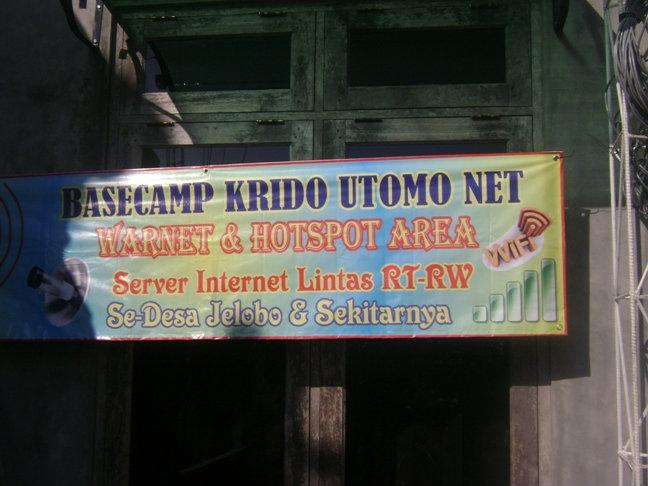 BASECAMP KRIDO UTOMO NET
WARNET & HOTSPOT AREA
WiFi
Server Internet Lintas RT-RW
Se-Desa Jelobo & Sekitarnya